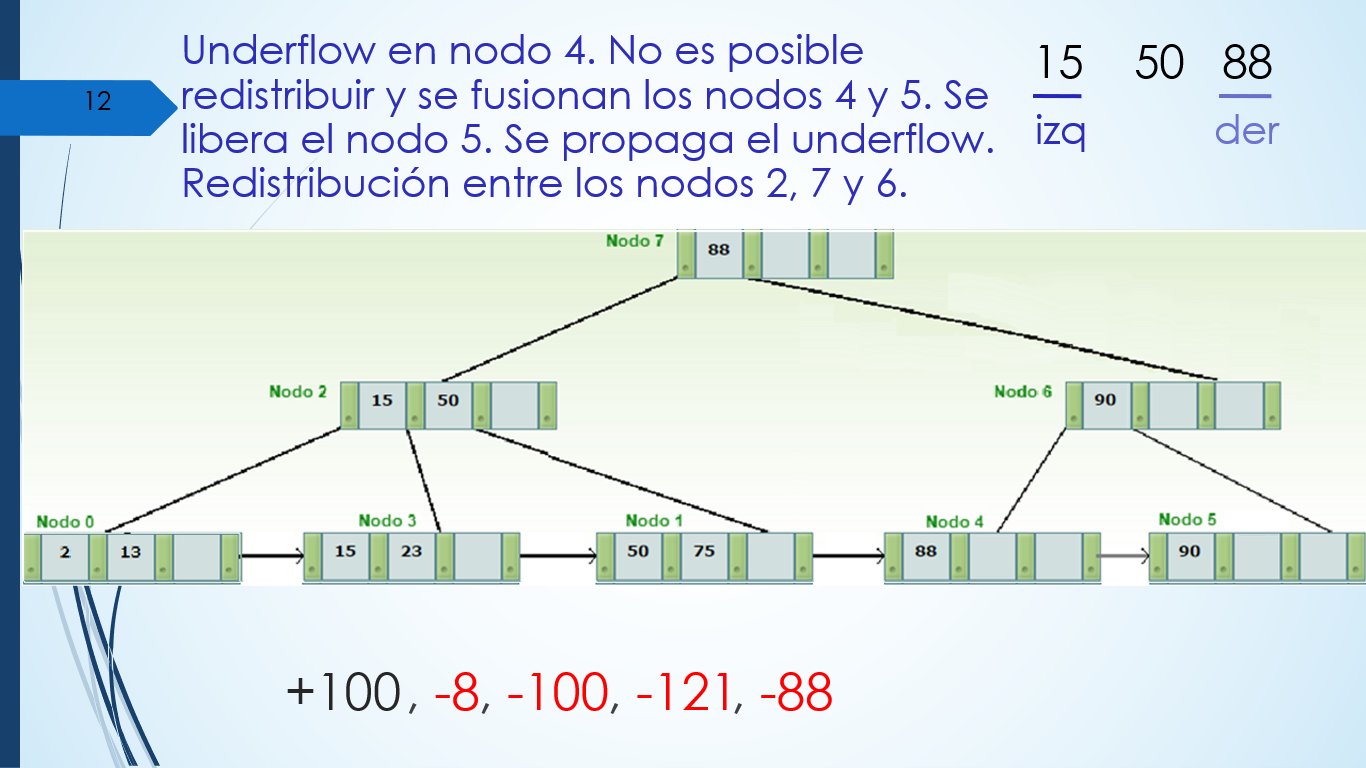 Underflow en nodo 4. No es posible
redistribuir y se fusionan los nodos 4 y 5. Se
libera el nodo 5. Se propaga el underflow.
Redistribución entre los nodos 2, 7 y 6.
15 50 88
izq der
12
Nodo 7
88
Nodo 2
15 50
Nodo 6
90
Nodo 0
2 13
Nodo 3
15 23
Nodo 1
50 75
Nodo 4
88
Nodo 5
90
+100, -8, -100, -121, -88